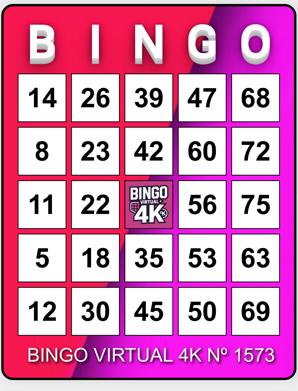 BINGO
14 26 39 47 68
8 23 42 60 72
11 22 BINGO VIRTUAL 4K 56 75
5 18 35 53 63
12 30 45 50 69
BINGO VIRTUAL 4K Nº 1573